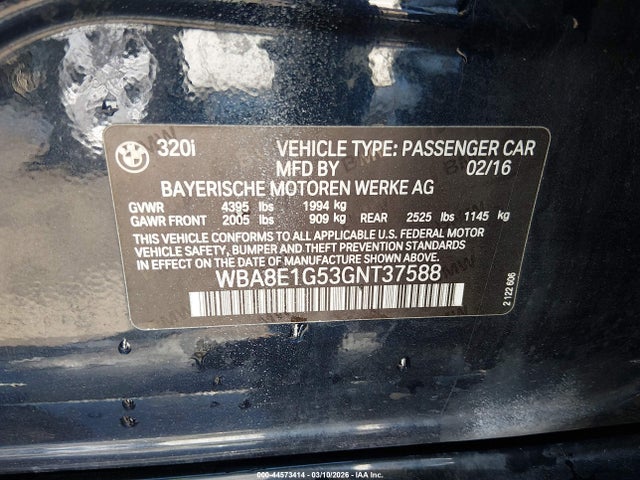 320i VEHICLE TYPE: PASSENGER CAR
MFD BY 02/16
BAYERISCHE MOTOREN WERKE AG
GVWR 4395 lbs 1994 kg
GAWR FRONT 2005 lbs 909 kg REAR 2525 lbs 1145 kg
THIS VEHICLE CONFORMS TO ALL APPLICABLE U.S. FEDERAL MOTOR
VEHICLE SAFETY, BUMPER AND THEFT PREVENTION STANDARDS
IN EFFECT ON THE DATE OF MANUFACTURE SHOWN ABOVE.
WBA8E1G53GNT37588
2 122 606
000-44573414 - 03/10/2026 - IAA Inc.